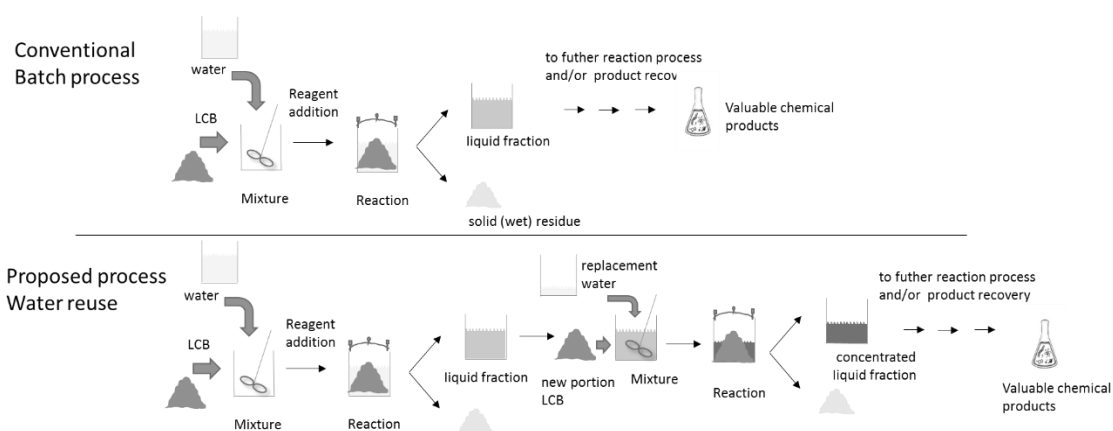 Conventional
Batch process
water
LCB
Mixture
Reagent
addition
Reaction
liquid fraction
solid (wet) residue
to futher reaction process
and/or product recov
Valuable chemical
products
Proposed process
Water reuse
water
LCB
Mixture
Reagent
addition
Reaction
liquid fraction
new portion
LCB
replacement
water
Mixture
Reaction
concentrated
liquid fraction
to futher reaction process
and/or product recovery
Valuable chemical
products